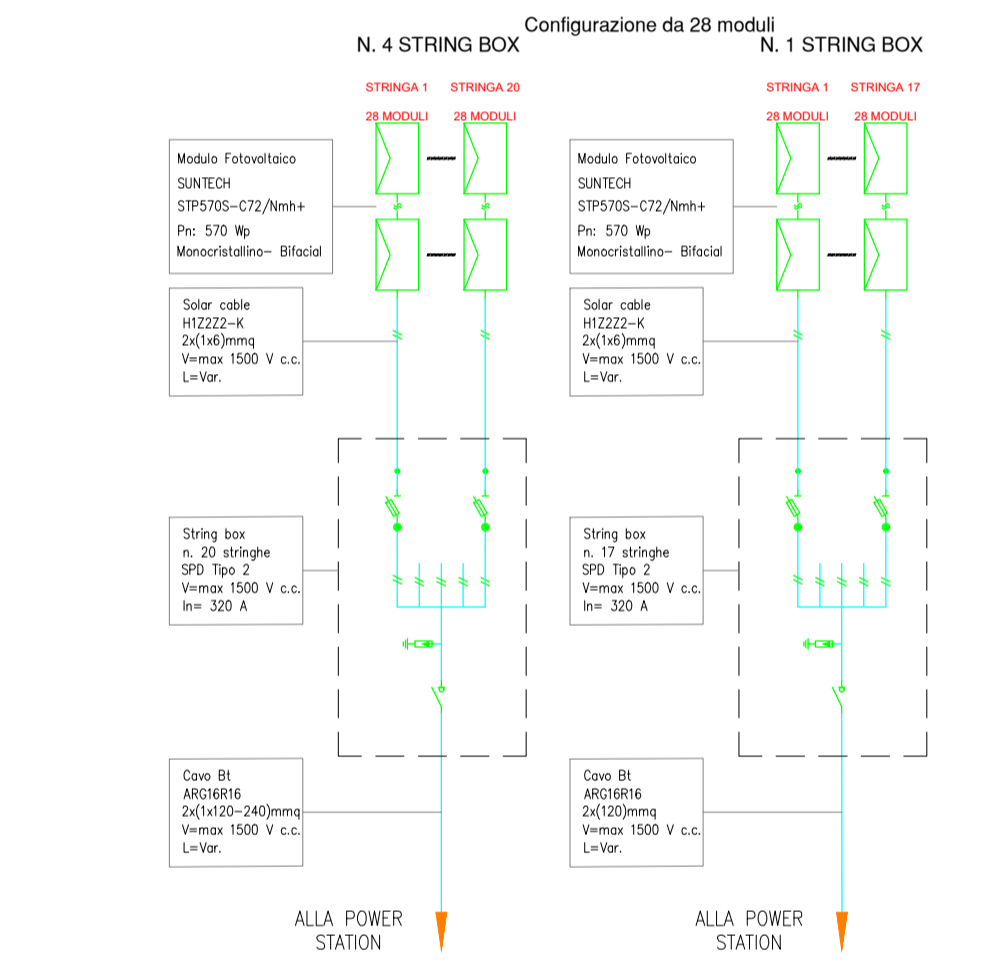 Configurazione da 28 moduli
N. 4 STRING BOX
N. 1 STRING BOX
STRINGA 1
STRINGA 20
28 MODULI
28 MODULI
STRINGA 1
STRINGA 17
28 MODULI
28 MODULI
Modulo Fotovoltaico
SUNTECH
STP570S-C72/Nmh+
Pn: 570 Wp
Monocristallino- Bifacial
Modulo Fotovoltaico
SUNTECH
STP570S-C72/Nmh+
Pn: 570 Wp
Monocristallino- Bifacial
Solar cable
H1Z2Z2-K
2x(1x6)mmq
V=max 1500 V c.c.
L=Var.
Solar cable
H1Z2Z2-K
2x(1x6)mmq
V=max 1500 V c.c.
L=Var.
String box
n. 20 stringhe
SPD Tipo 2
V=max 1500 V c.c.
In= 320 A
String box
n. 17 stringhe
SPD Tipo 2
V=max 1500 V c.c.
In= 320 A
Cavo Bt
ARG16R16
2x(1x120-240)mmq
V=max 1500 V c.c.
L=Var.
Cavo Bt
ARG16R16
2x(120)mmq
V=max 1500 V c.c.
L=Var.
ALLA POWER
STATION
ALLA POWER
STATION